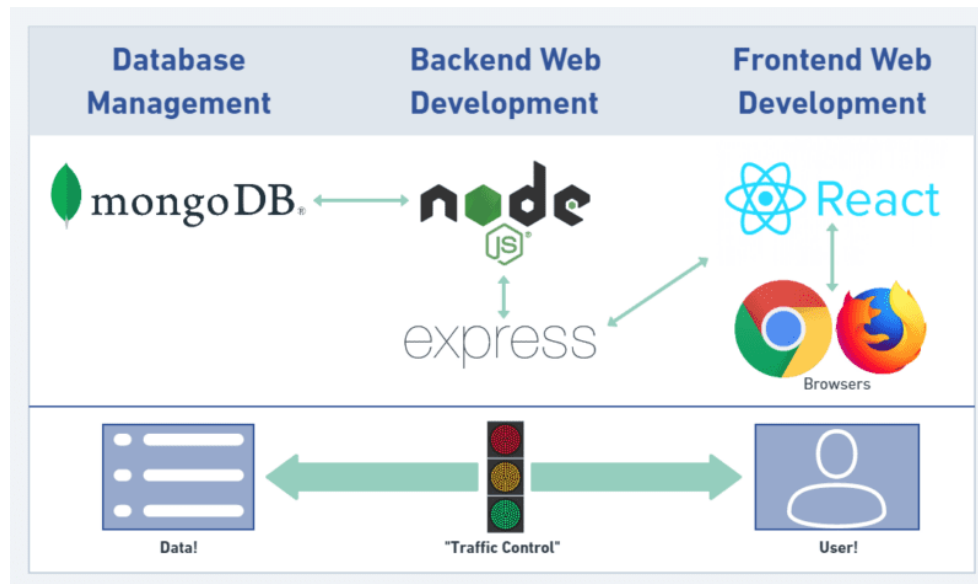 Database
Management
Backend Web
Development
Frontend Web
Development
mongoDB®
node
JS®
React
express
Browsers
Data!
"Traffic Control"
User!